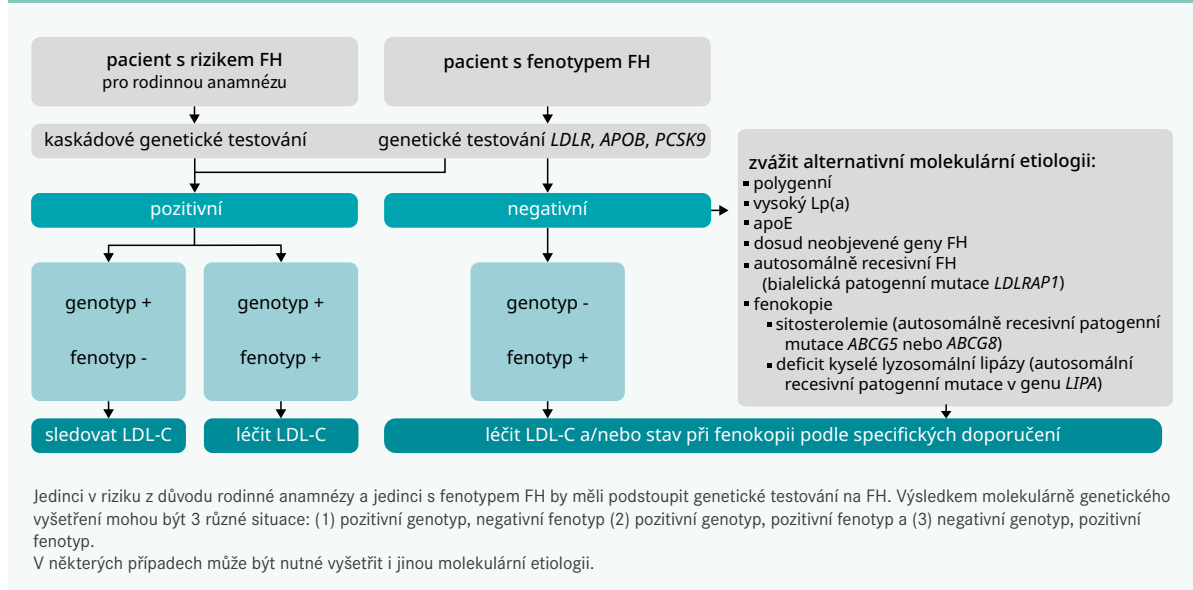 pacient s rizikem FH
pro rodinnou anamnézu
pacient s fenotypem FH
kaskádové genetické testování
genetické testování LDLR, APOB, PCSK9
pozitivní
negativní
genotyp +
fenotyp -
genotyp +
fenotyp +
genotyp -
fenotyp +
zvážit alternativní molekulární etiologii:
▪ polygenní
▪ vysoký Lp(a)
▪ apoE
▪ dosud neobjevené geny FH
▪ autosomálně recesivní FH
(bialelická patogenní mutace LDLRAP1)
▪ fenokopie
▪ sitosterolemie (autosomálně recesivní patogenní
mutace ABCG5 nebo ABCG8)
▪ deficit kyselé lyzosomální lipázy (autosomální
recesivní patogenní mutace v genu LIPA)
sledovat LDL-C
léčit LDL-C
léčit LDL-C a/nebo stav při fenokopii podle specifických doporučení
Jedinci v riziku z důvodu rodinné anamnézy a jedinci s fenotypem FH by měli podstoupit genetické testování na FH. Výsledkem molekulárně genetického
vyšetření mohou být 3 různé situace: (1) pozitivní genotyp, negativní fenotyp (2) pozitivní genotyp, pozitivní fenotyp a (3) negativní genotyp, pozitivní
fenotyp.
V některých případech může být nutné vyšetřit i jinou molekulární etiologii.